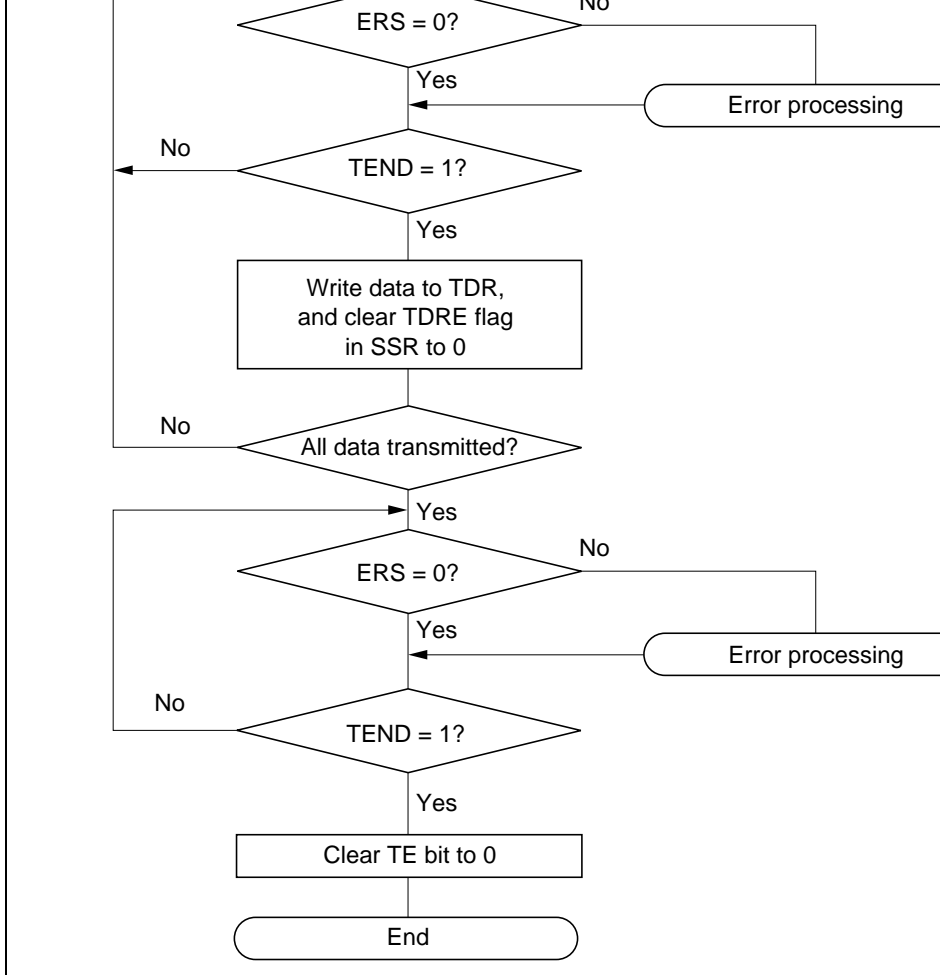 No
ERS = 0?
Yes
Error processing
No
TEND = 1?
Yes
Write data to TDR,
and clear TDRE flag
in SSR to 0
No
All data transmitted?
Yes
No
ERS = 0?
Yes
Error processing
No
TEND = 1?
Yes
Clear TE bit to 0
End